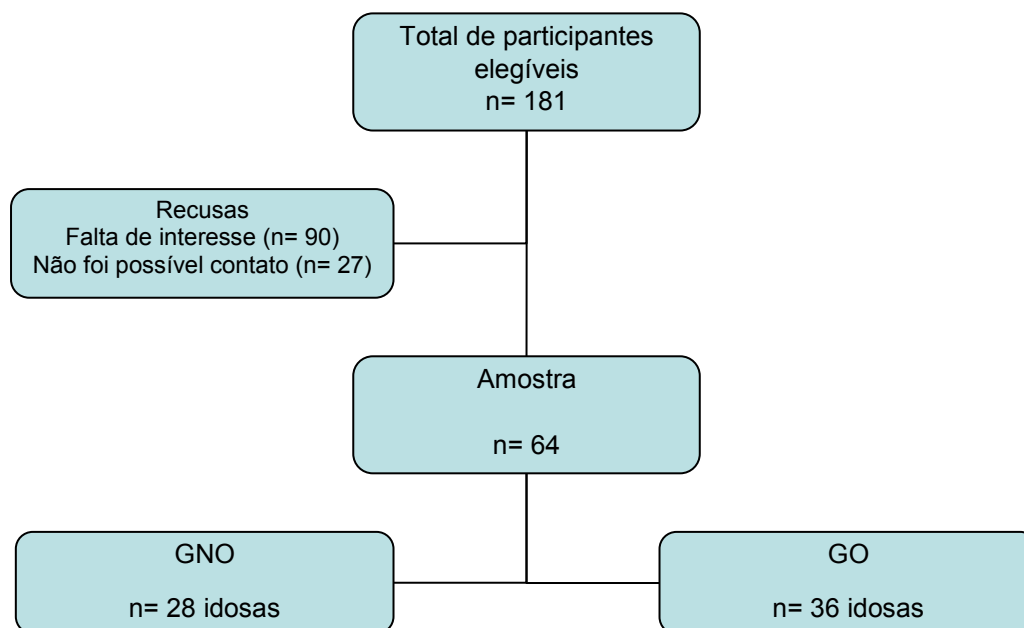 Total de participantes
elegíveis
n= 181
Recusas
Falta de interesse (n= 90)
Não foi possível contato (n= 27)
Amostra
n= 64
GNO
n= 28 idosas
GO
n= 36 idosas